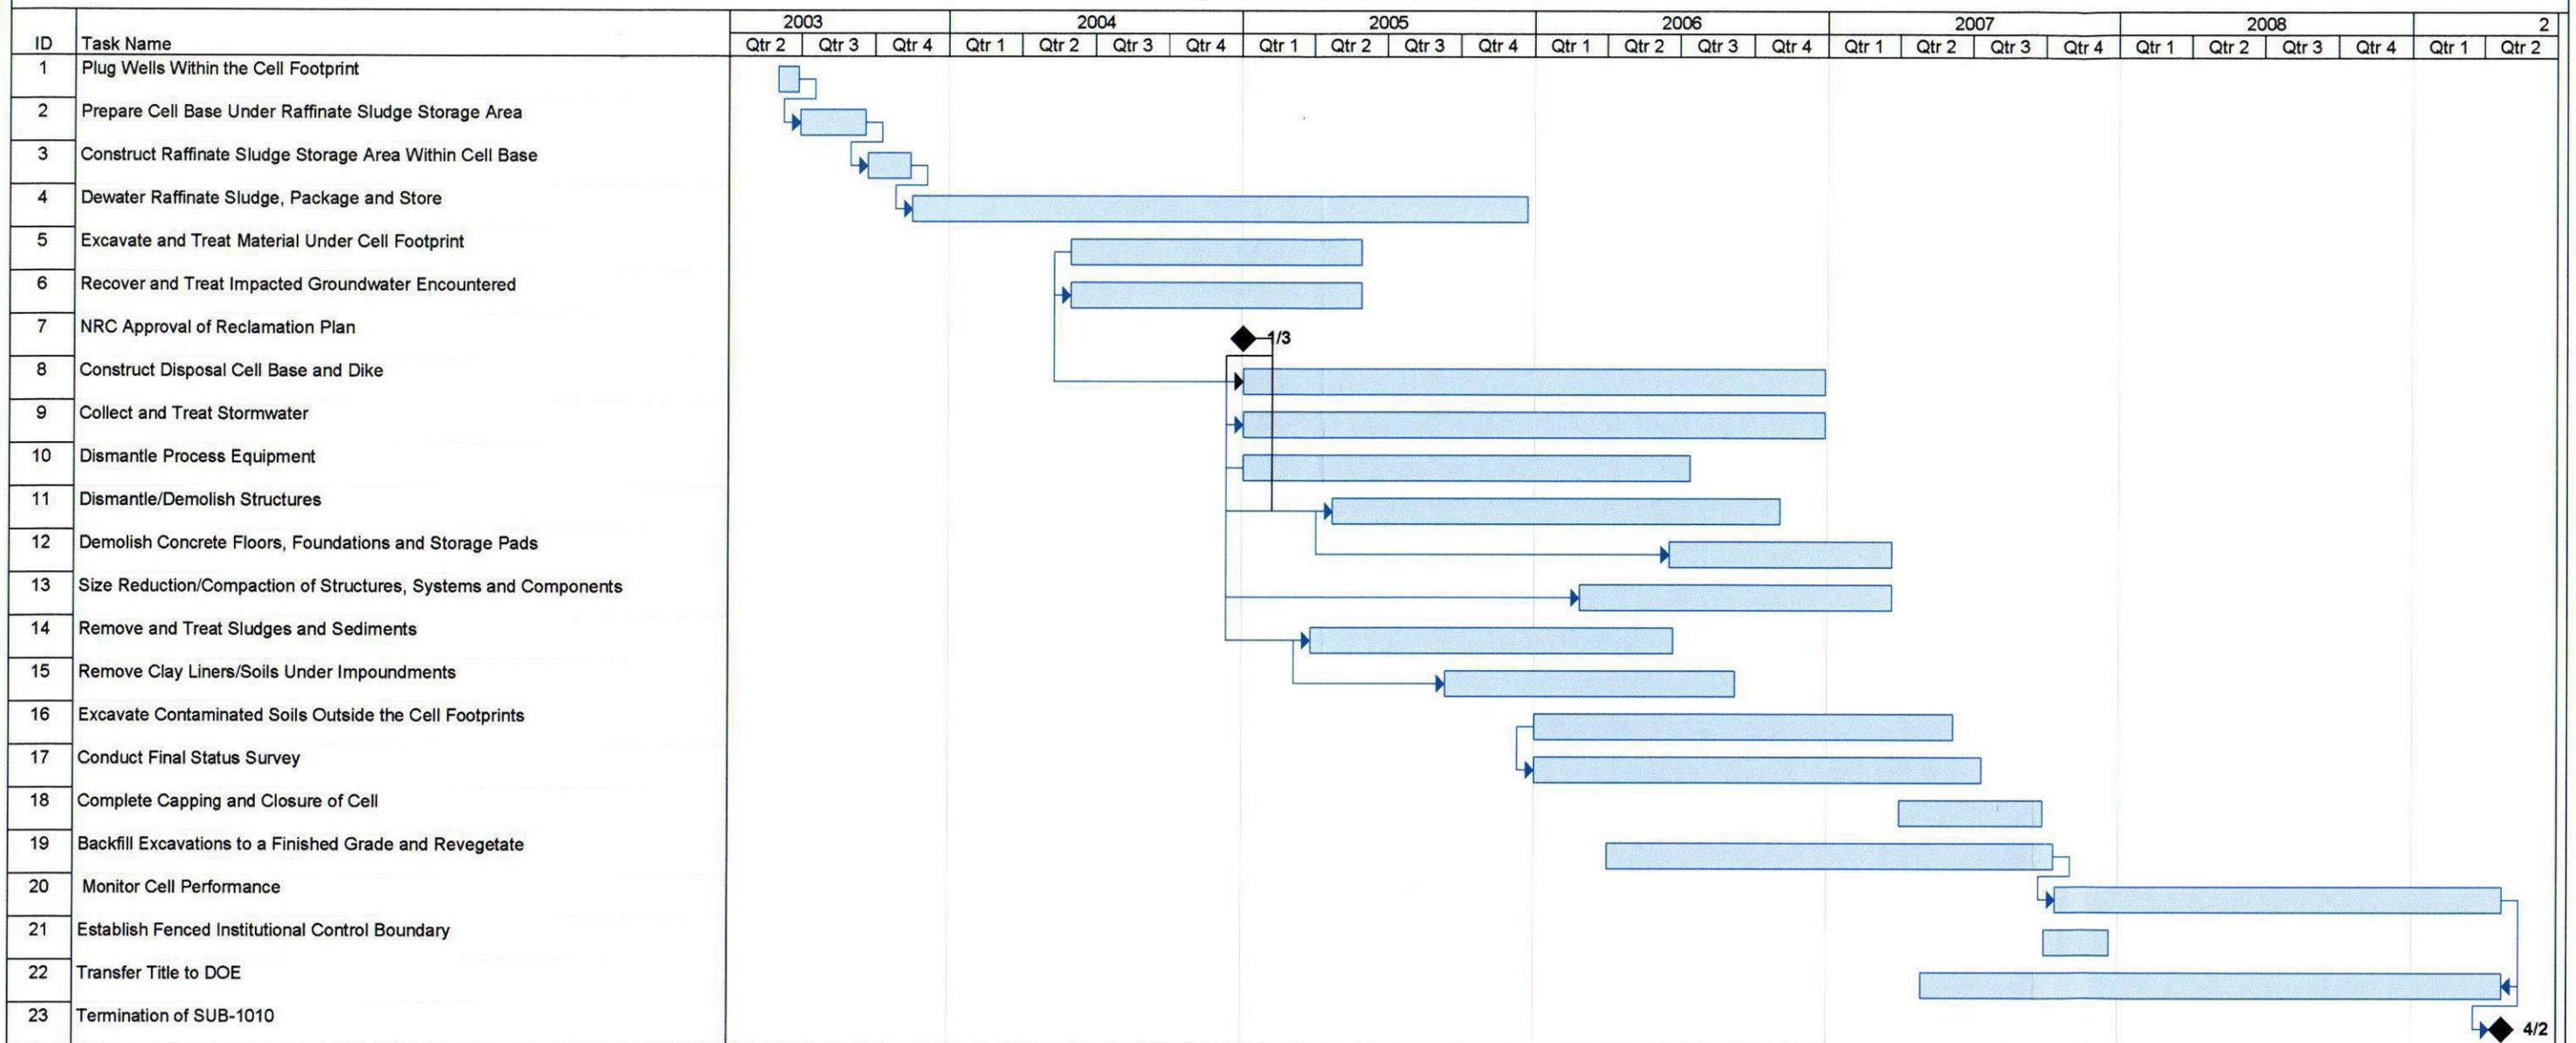 2003 2004 2005 2006 2007 2008 2
ID Task Name Qtr 2 Qtr 3 Qtr 4 Qtr 1 Qtr 2 Qtr 3 Qtr 4 Qtr 1 Qtr 2 Qtr 3 Qtr 4 Qtr 1 Qtr 2 Qtr 3 Qtr 4 Qtr 1 Qtr 2 Qtr 3 Qtr 4 Qtr 1 Qtr 2 Qtr 3 Qtr 4 Qtr 1 Qtr 2
1 Plug Wells Within the Cell Footprint
2 Prepare Cell Base Under Raffinate Sludge Storage Area
3 Construct Raffinate Sludge Storage Area Within Cell Base
4 Dewater Raffinate Sludge, Package and Store
5 Excavate and Treat Material Under Cell Footprint
6 Recover and Treat Impacted Groundwater Encountered
7 NRC Approval of Reclamation Plan 1/3
8 Construct Disposal Cell Base and Dike
9 Collect and Treat Stormwater
10 Dismantle Process Equipment
11 Dismantle/Demolish Structures
12 Demolish Concrete Floors, Foundations and Storage Pads
13 Size Reduction/Compaction of Structures, Systems and Components
14 Remove and Treat Sludges and Sediments
15 Remove Clay Liners/Soils Under Impoundments
16 Excavate Contaminated Soils Outside the Cell Footprints
17 Conduct Final Status Survey
18 Complete Capping and Closure of Cell
19 Backfill Excavations to a Finished Grade and Revegetate
20 Monitor Cell Performance
21 Establish Fenced Institutional Control Boundary
22 Transfer Title to DOE
23 Termination of SUB-1010 4/2